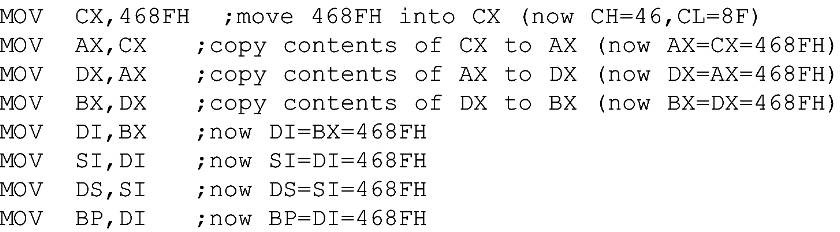 MOV CX,468FH ;move 468FH into CX (now CH=46,CL=8F)
MOV AX,CX ;copy contents of CX to AX (now AX=CX=468FH)
MOV DX,AX ;copy contents of AX to DX (now DX=AX=468FH)
MOV BX,DX ;copy contents of DX to BX (now BX=DX=468FH)
MOV DI,BX ;now DI=BX=468FH
MOV SI,DI ;now SI=DI=468FH
MOV DS,SI ;now DS=SI=468FH
MOV BP,DI ;now BP=DI=468FH